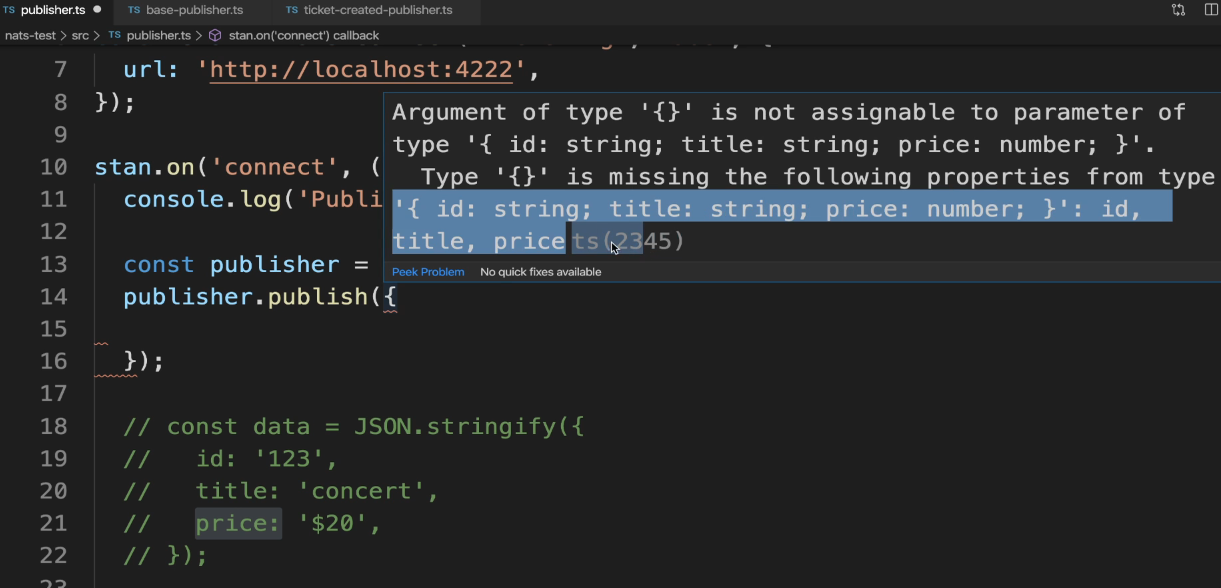 TS publisher.ts ● TS base-publisher.ts TS ticket-created-publisher.ts
nats-test > src > TS publisher.ts > stan.on('connect') callback
7 url: 'http://localhost:4222',
8 });
9
10 stan.on('connect', (
11 console.log('Publi
12
13 const publisher =
14 publisher.publish({
15
16 });
17
18 // const data = JSON.stringify({
19 // id: '123',
20 // title: 'concert',
21 // price: '$20',
22 // });
23
Argument of type '{}' is not assignable to parameter of
type '{ id: string; title: string; price: number; }'.
Type '{}' is missing the following properties from type
'{ id: string; title: string; price: number; }': id,
title, price ts(2345)
Peek Problem No quick fixes available